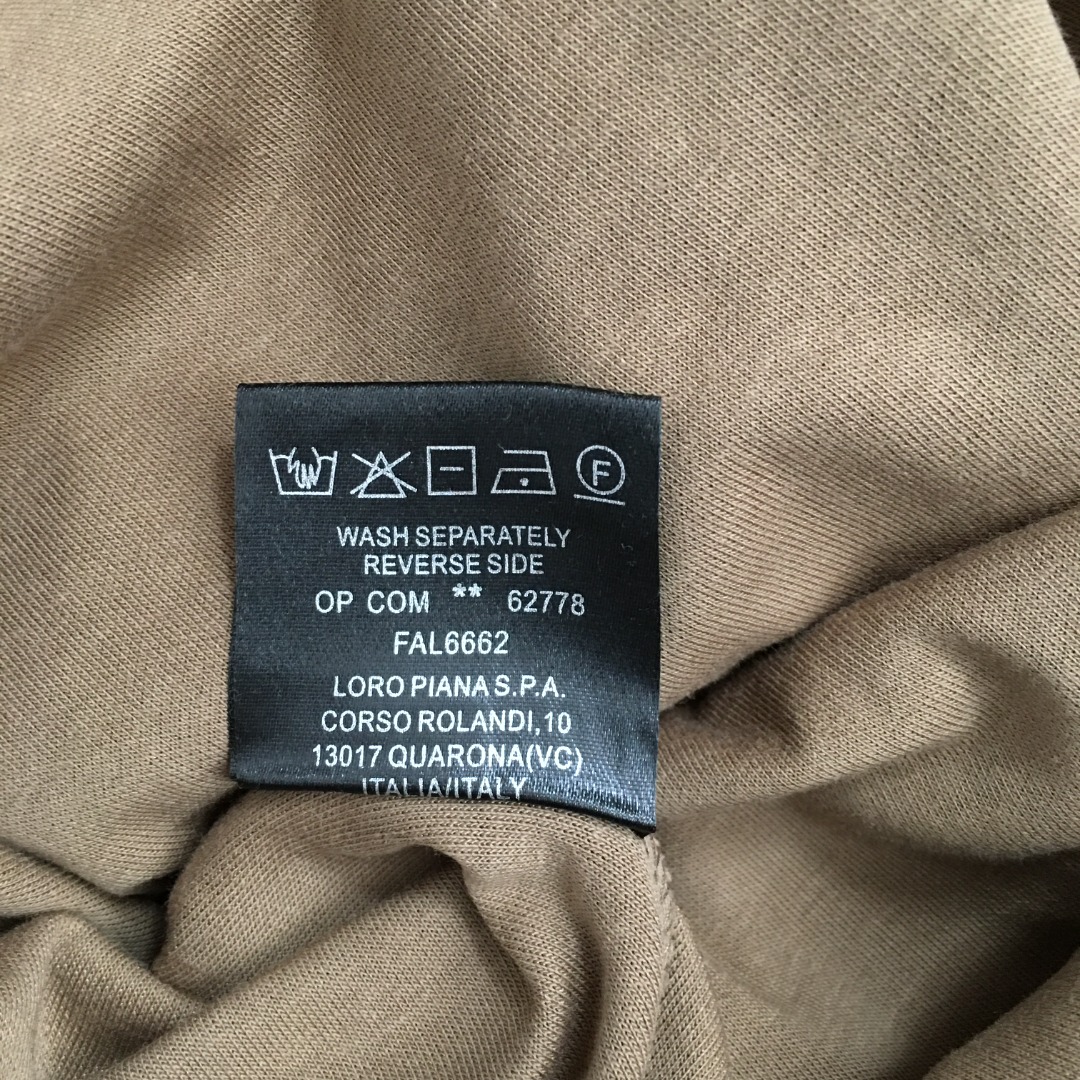 F
WASH SEPARATELY
REVERSE SIDE
OP COM ** 62778
FAL6662
LORO PIANA S.P.A.
CORSO ROLANDI,10
13017 QUARONA(VC)
ITALIA/ITALY